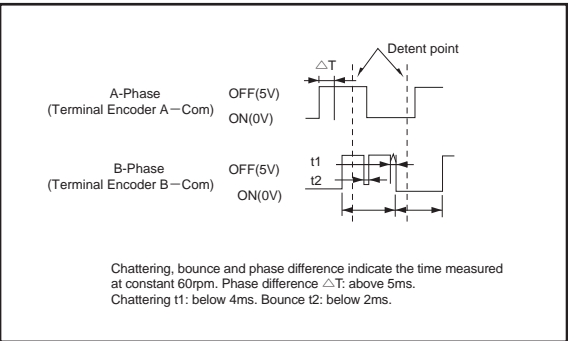 Detent point
△T
A-Phase
(Terminal Encoder A－Com)
OFF(5V)
ON(0V)
B-Phase
(Terminal Encoder B－Com)
OFF(5V)
ON(0V)
t1
t2
Chattering, bounce and phase difference indicate the time measured
at constant 60rpm. Phase difference △T: above 5ms.
Chattering t1: below 4ms. Bounce t2: below 2ms.